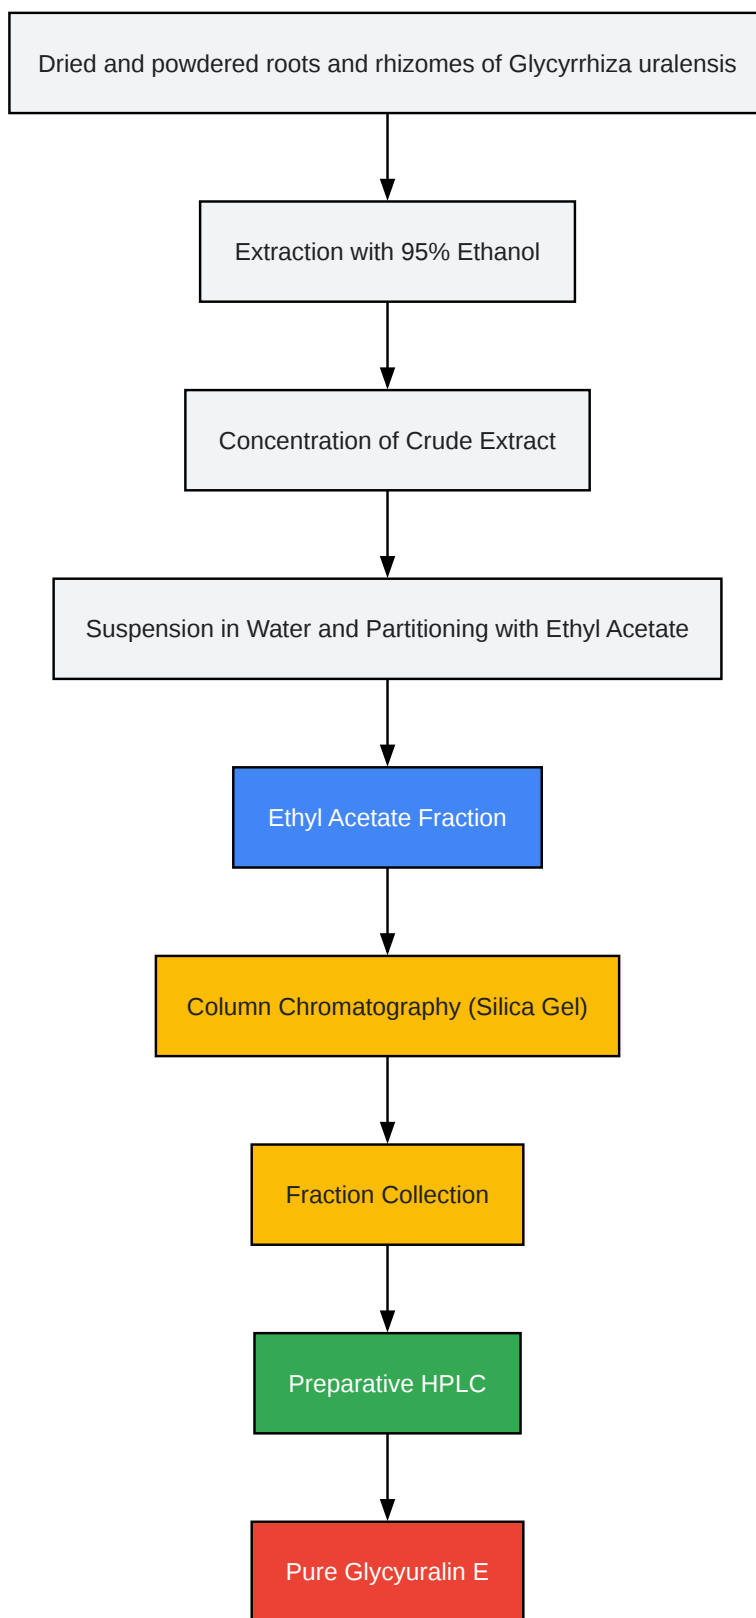 Dried and powdered roots and rhizomes of Glycyrrhiza uralensis
Extraction with 95% Ethanol
Concentration of Crude Extract
Suspension in Water and Partitioning with Ethyl Acetate
Ethyl Acetate Fraction
Column Chromatography (Silica Gel)
Fraction Collection
Preparative HPLC
Pure Glycyuralin E